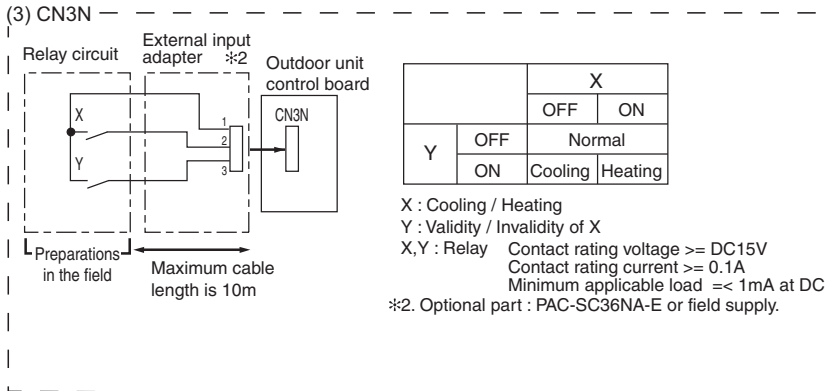 (3) CN3N
Relay circuit
External input
adapter ✻2
Outdoor unit
control board
X
Y
1
2
3
CN3N
Preparations
in the field
Maximum cable
length is 10m
X
OFF ON
Y OFF Normal
ON Cooling Heating
X : Cooling / Heating
Y : Validity / Invalidity of X
X,Y : Relay Contact rating voltage >= DC15V
Contact rating current >= 0.1A
Minimum applicable load =< 1mA at DC
✻2. Optional part : PAC-SC36NA-E or field supply.